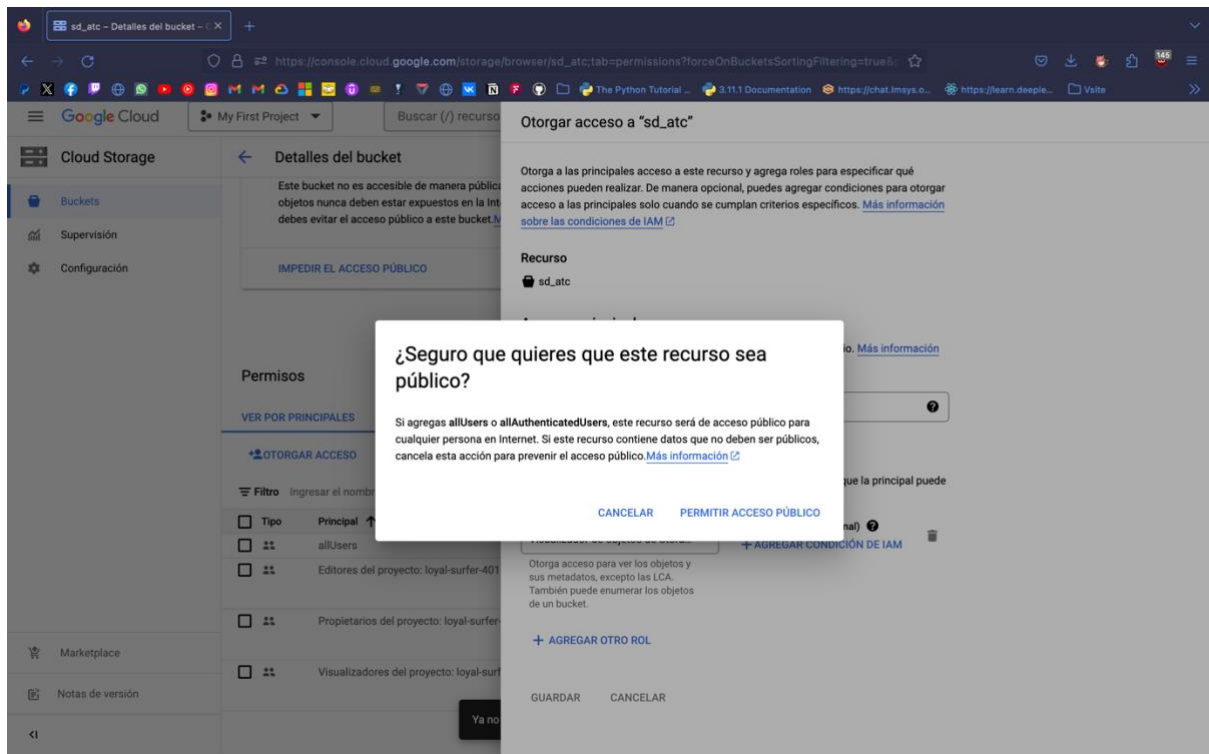 sd_atc – Detalles del bucket –
https://console.cloud.google.com/storage/browser/sd_atc;tab=permissions?forceOnBucketsSortingFiltering=true&
145
The Python Tutorial
3.11.1 Documentation
https://chat.lmsys.o...
https://learn.deeple...
Vsite
Google Cloud
My First Project
Buscar (/) recurso
Cloud Storage
Buckets
Supervisión
Configuración
Marketplace
Notas de versión
Detalles del bucket
Este bucket no es accesible de manera pública
objetos nunca deben estar expuestos en la
debes evitar el acceso público a este bucket.
IMPEDIR EL ACCESO PÚBLICO
Permisos
VER POR PRINCIPALES
OTORGAR ACCESO
Filtro
Ingresar el
Tipo
Principal
allUsers
Editores del proyecto: loyal-surfer-401
Propietarios del proyecto: loyal-surfer-
Visualizadores del proyecto: loyal-surf
Ya no
Otorgar acceso a "sd_atc"
Otorga a las principales acceso a este recurso y agrega roles para especificar qué
acciones pueden realizar. De manera opcional, puedes agregar condiciones para otorgar
acceso a las principales solo cuando se cumplan criterios específicos. Más información
sobre las condiciones de IAM
Recurso
sd_atc
Más información
¿Seguro que quieres que este recurso sea
público?
Si agregas allUsers o allAuthenticatedUsers, este recurso será de acceso público para
cualquier persona en Internet. Si este recurso contiene datos que no deben ser públicos,
cancela esta acción para prevenir el acceso público.Más información
CANCELAR
PERMITIR ACCESO PÚBLICO
que la principal puede
AGREGAR CONDICIÓN DE IAM
Otorga acceso para ver los objetos y
sus metadatos, excepto las LCA.
También puede enumerar los objetos
de un bucket.
+ AGREGAR OTRO ROL
GUARDAR
CANCELAR